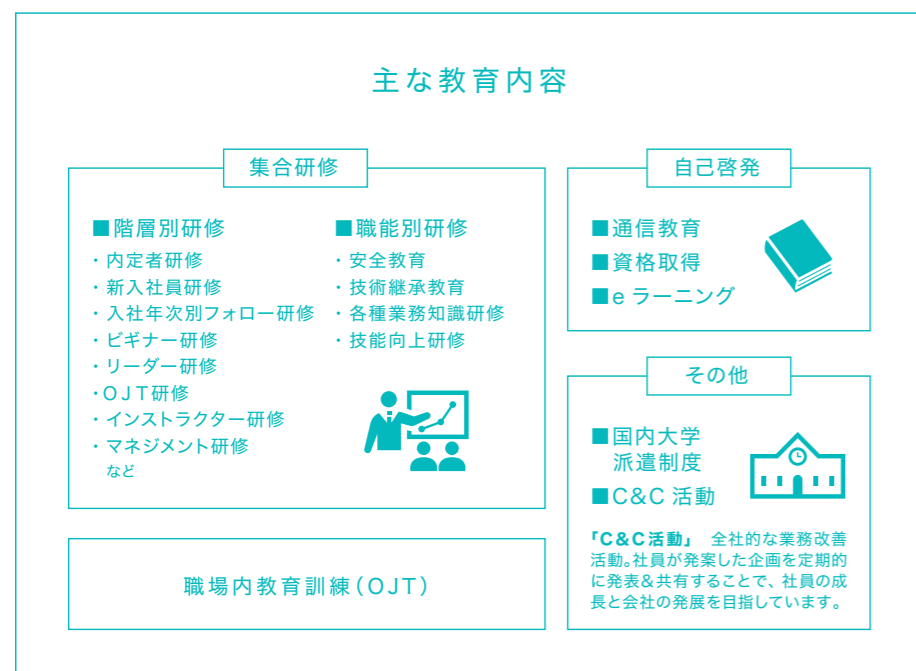 主な教育内容
集合研修
■階層別研修
・内定者研修
・新入社員研修
・入社年次別フォロー研修
・ビギナー研修
・リーダー研修
・OJT研修
・インストラクター研修
・マネジメント研修
など
■職能別研修
・安全教育
・技術継承教育
・各種業務知識研修
・技能向上研修
職場内教育訓練(OJT)
自己啓発
■通信教育
■資格取得
■e ラーニング
その他
■国内大学
派遣制度
■C&C 活動
『C&C活動』 全社的な業務改善
活動。社員が発案した企画を定期的
に発表&共有することで、社員の成
長と会社の発展を目指しています。